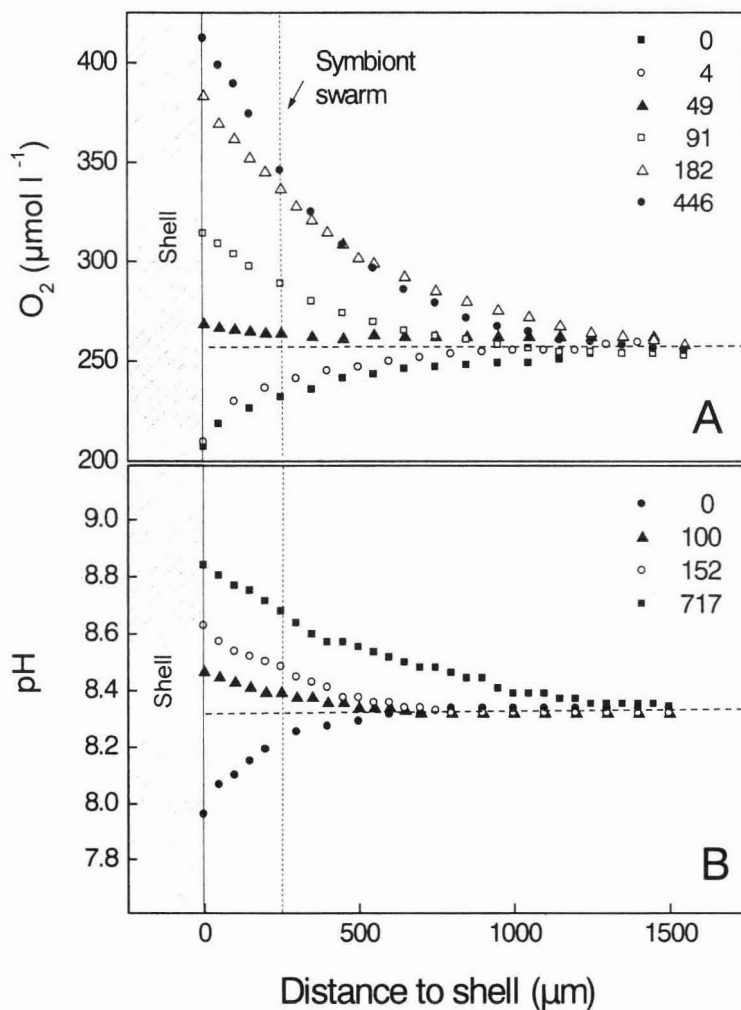 400
350
300
250
200
O₂ (µmol l⁻¹)
Shell
Symbiont
swarm
0
4
49
91
182
446
A
9.0
8.8
8.6
8.4
8.2
8.0
7.8
pH
Shell
0
100
152
717
B
0
500
1000
1500
Distance to shell (µm)